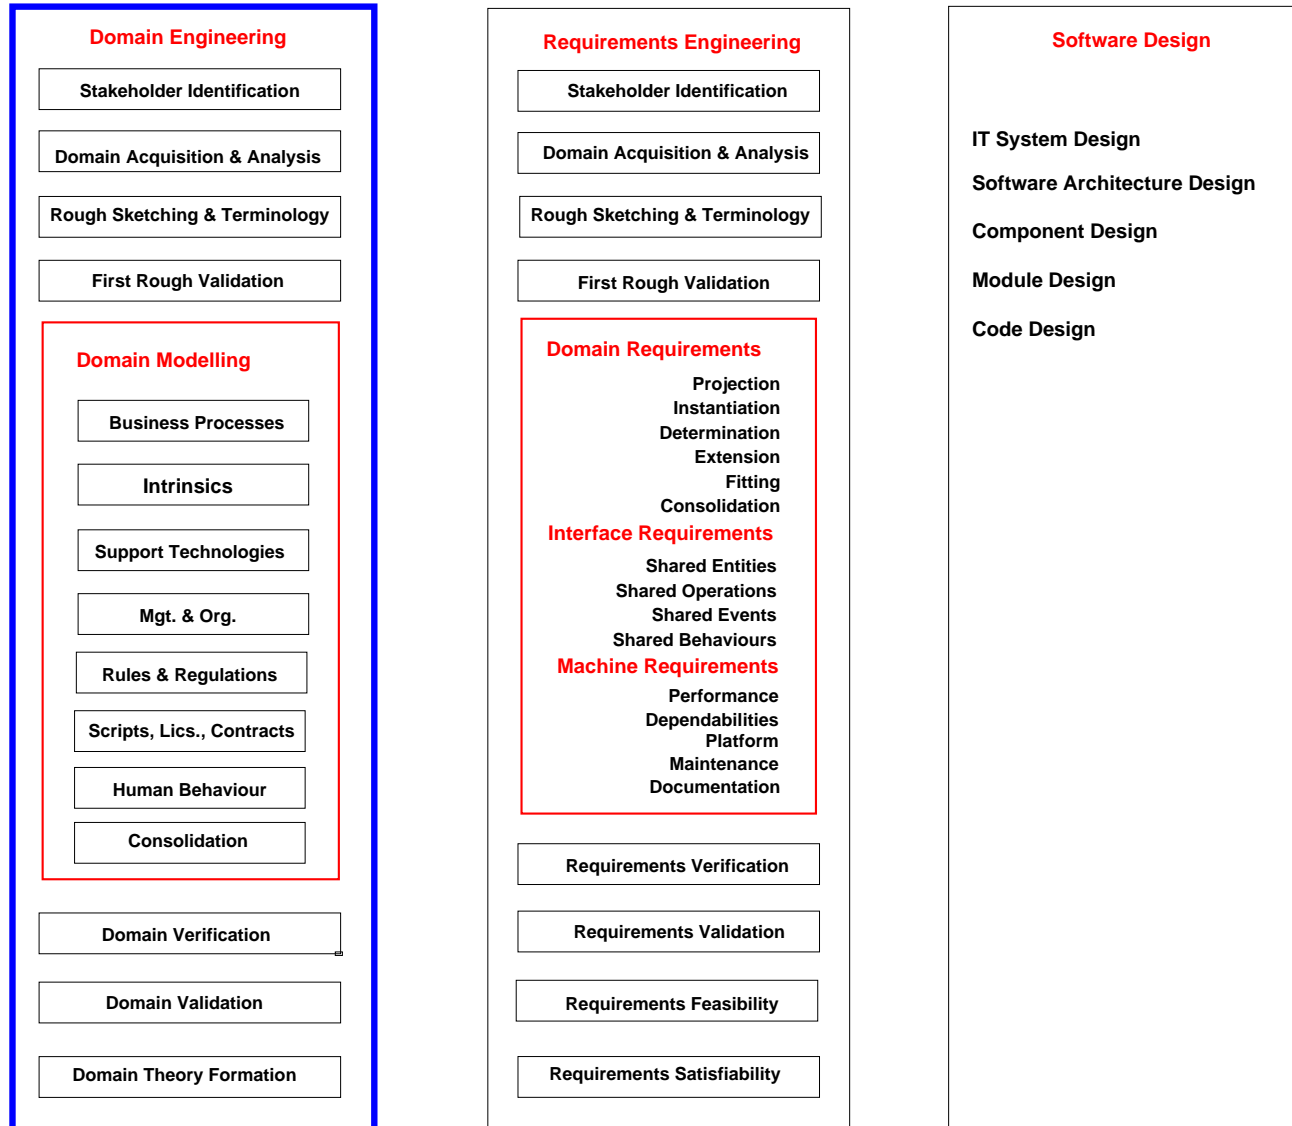 Domain Engineering
Stakeholder Identification
Domain Acquisition & Analysis
Rough Sketching & Terminology
First Rough Validation
Domain Modelling
Business Processes
Intrinsics
Support Technologies
Mgt. & Org.
Rules & Regulations
Scripts, Lics., Contracts
Human Behaviour
Consolidation
Domain Verification
Domain Validation
Domain Theory Formation
Requirements Engineering
Stakeholder Identification
Domain Acquisition & Analysis
Rough Sketching & Terminology
First Rough Validation
Domain Requirements
Projection
Instantiation
Determination
Extension
Fitting
Consolidation
Interface Requirements
Shared Entities
Shared Operations
Shared Events
Shared Behaviours
Machine Requirements
Performance
Dependabilities
Platform
Maintenance
Documentation
Requirements Verification
Requirements Validation
Requirements Feasibility
Requirements Satisfiability
Software Design
IT System Design
Software Architecture Design
Component Design
Module Design
Code Design